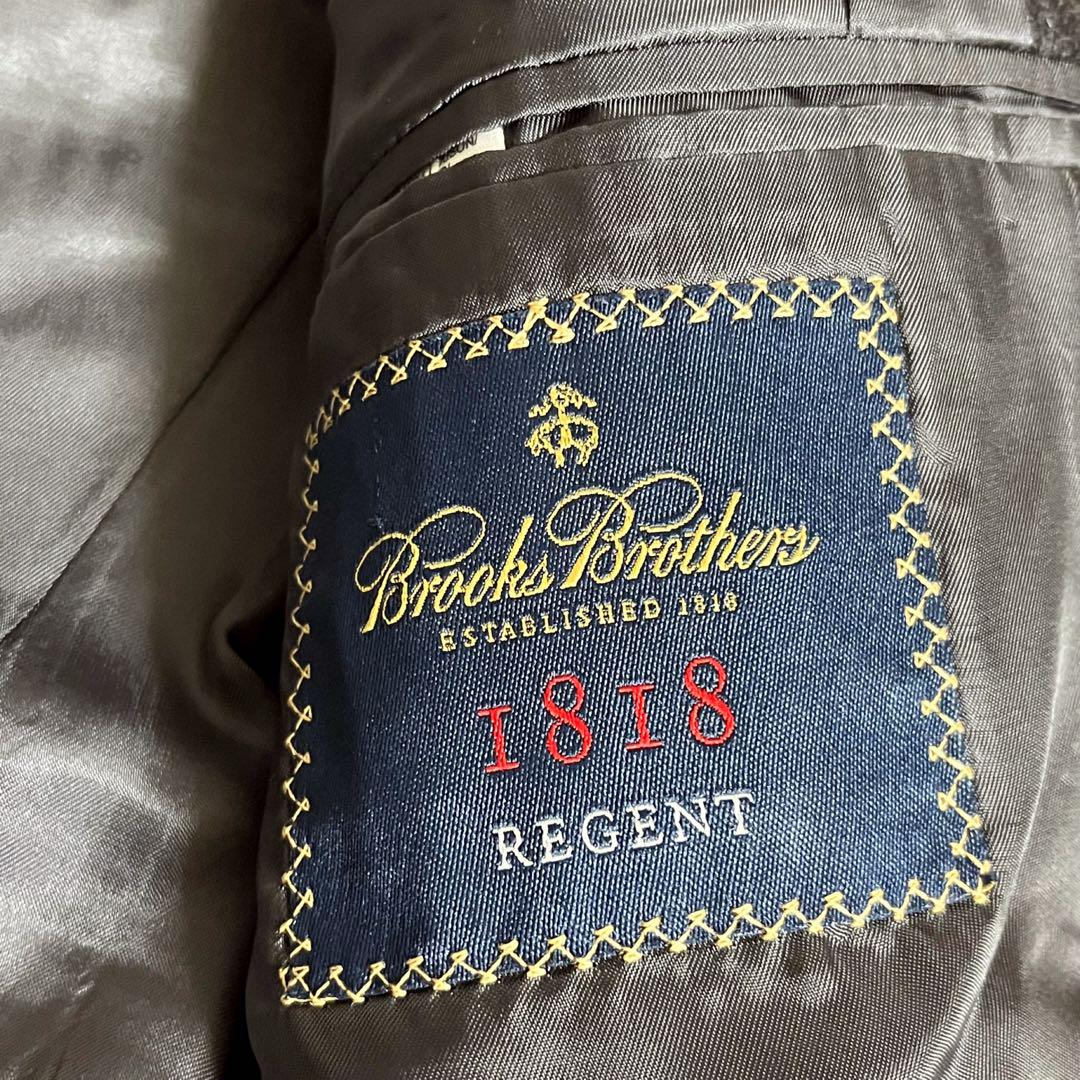 Brooks Brothers
ESTABLISHED 1818
1818
REGENT